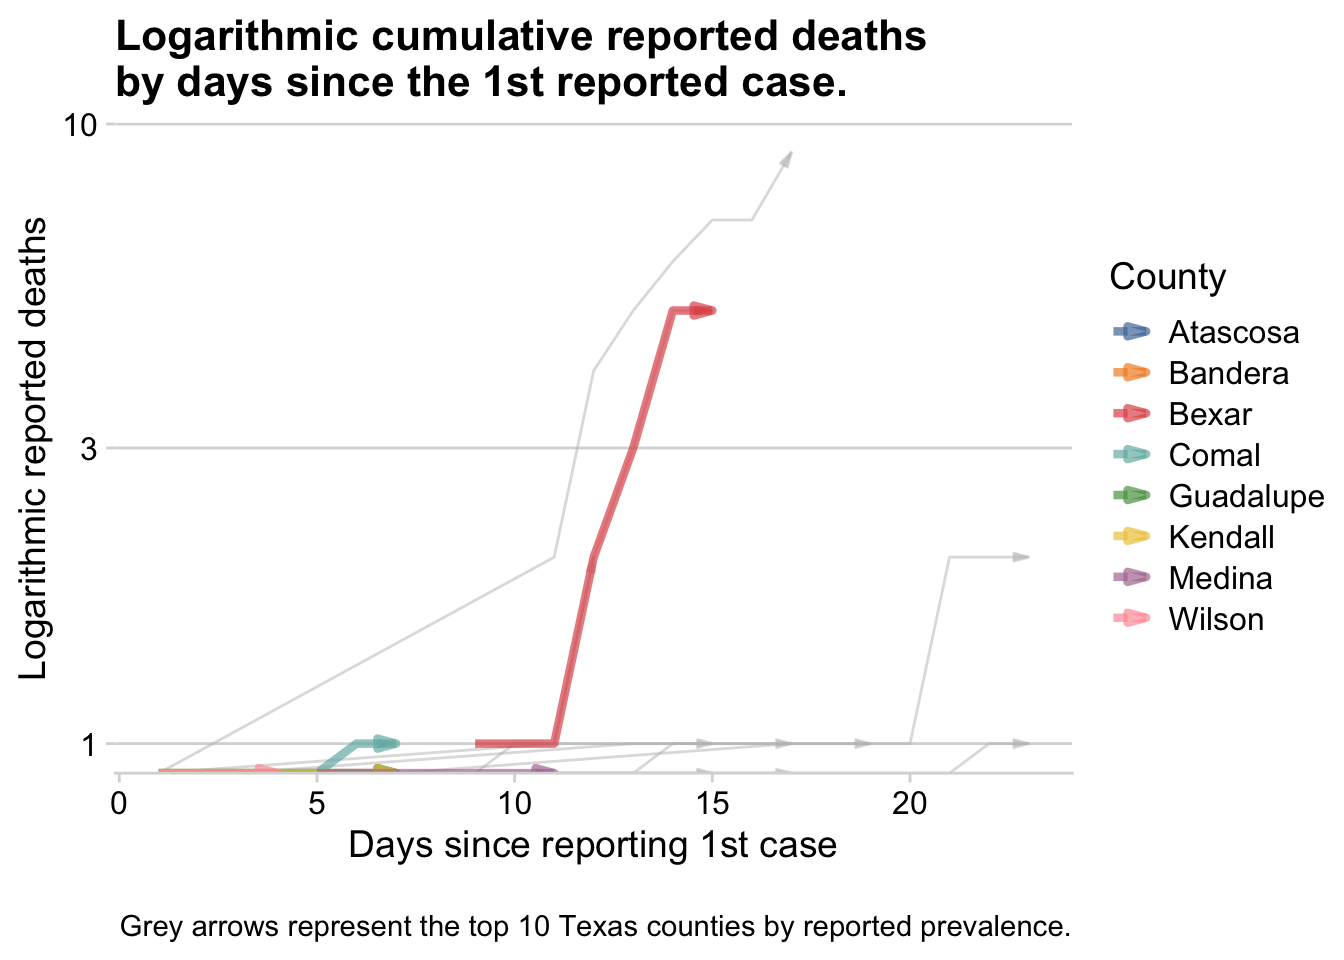 Logarithmic cumulative reported deaths
by days since the 1st reported case.
10
3
1
Logarithmic reported deaths
0 5 10 15 20
Days since reporting 1st case
County
Atascosa
Bandera
Bexar
Comal
Guadalupe
Kendall
Medina
Wilson
Grey arrows represent the top 10 Texas counties by reported prevalence.